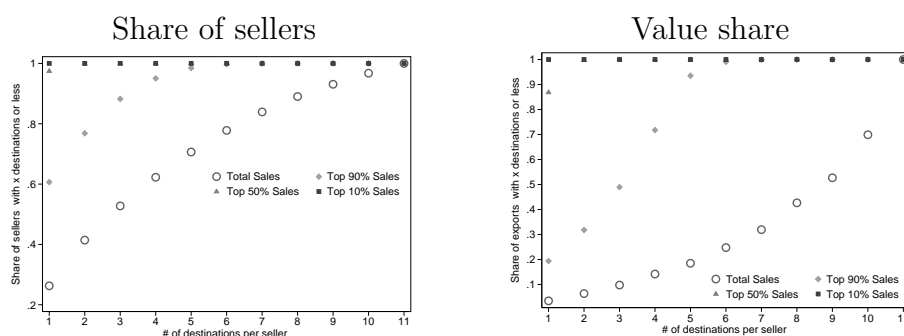 Share of sellers
Value share
Share of sellers with x destinations or less
1
.8
.6
.4
.2
Total Sales
Top 90% Sales
Top 50% Sales
Top 10% Sales
1 2 3 4 5 6 7 8 9 10 11
# of destinations per seller
Share of exports with x destinations or less
1
.9
.8
.7
.6
.5
.4
.3
.2
.1
Total Sales
Top 90% Sales
Top 50% Sales
Top 10% Sales
1 2 3 4 5 6 7 8 9 10
# of destinations per seller